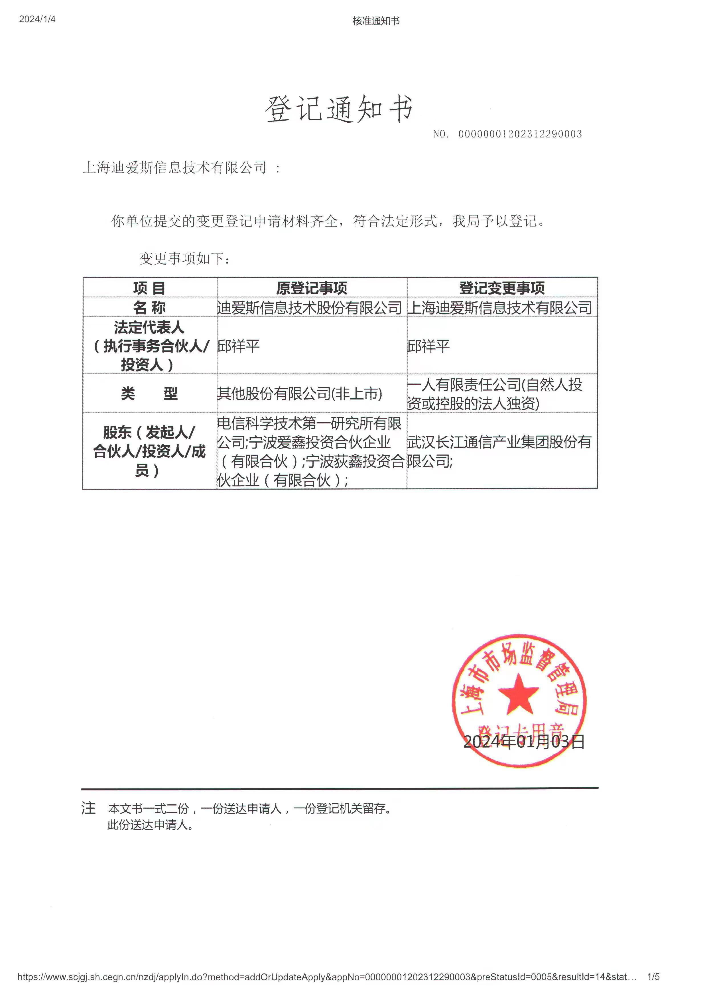 2024/1/4 核准通知书
登记通知书
NO. 00000001202312290003
上海迪爱斯信息技术有限公司 :
你单位提交的变更登记申请材料齐全，符合法定形式，我局予以登记。
变更事项如下：
项 目 原登记事项 登记变更事项
名 称 迪爱斯信息技术股份有限公司 上海迪爱斯信息技术有限公司
法定代表人
（执行事务合伙人/
投资人）
邱祥平 邱祥平
类 型 其他股份有限公司(非上市)
一人有限责任公司(自然人投
资或控股的法人独资)
股东（发起人/
合伙人/投资人/成
员）
电信科学技术第一研究所有限
公司;宁波爱鑫投资合伙企业
（有限合伙）;宁波荻鑫投资合
伙企业（有限合伙）;
武汉长江通信产业集团股份有
限公司;
上海市市场监督管理局
登记专用章
2024年01月03日
注 本文书一式二份，一份送达申请人，一份登记机关留存。
此份送达申请人。
https://www.scjgj.sh.cegn.cn/nzdj/applyIn.do?method=addOrUpdateApply&appNo=00000001202312290003&preStatusId=0005&resultId=14&stat... 1/5